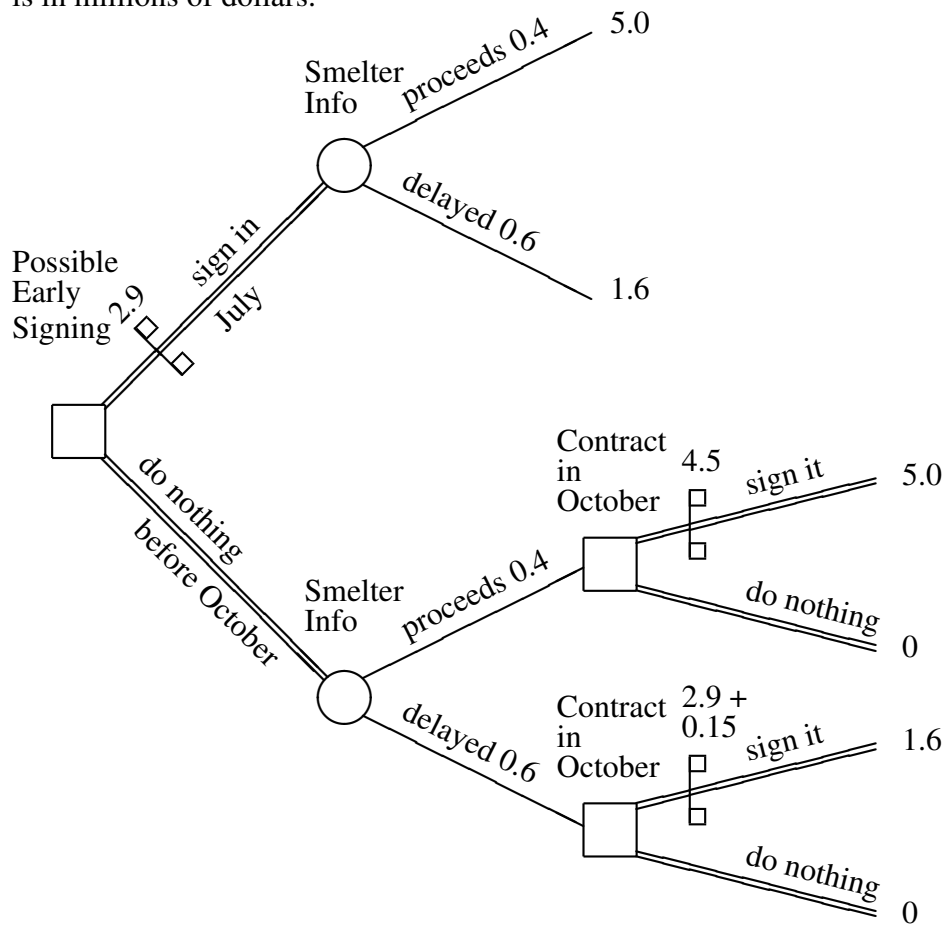 is in millions of dollars.
Smelter
Info
proceeds 0.4
5.0
delayed 0.6
1.6
Possible
Early
Signing
2.9
sign in
July
do nothing
before October
Smelter
Info
proceeds 0.4
Contract
in
October
4.5
sign it
5.0
do nothing
0
delayed 0.6
Contract
in
October
2.9 +
0.15
sign it
1.6
do nothing
0